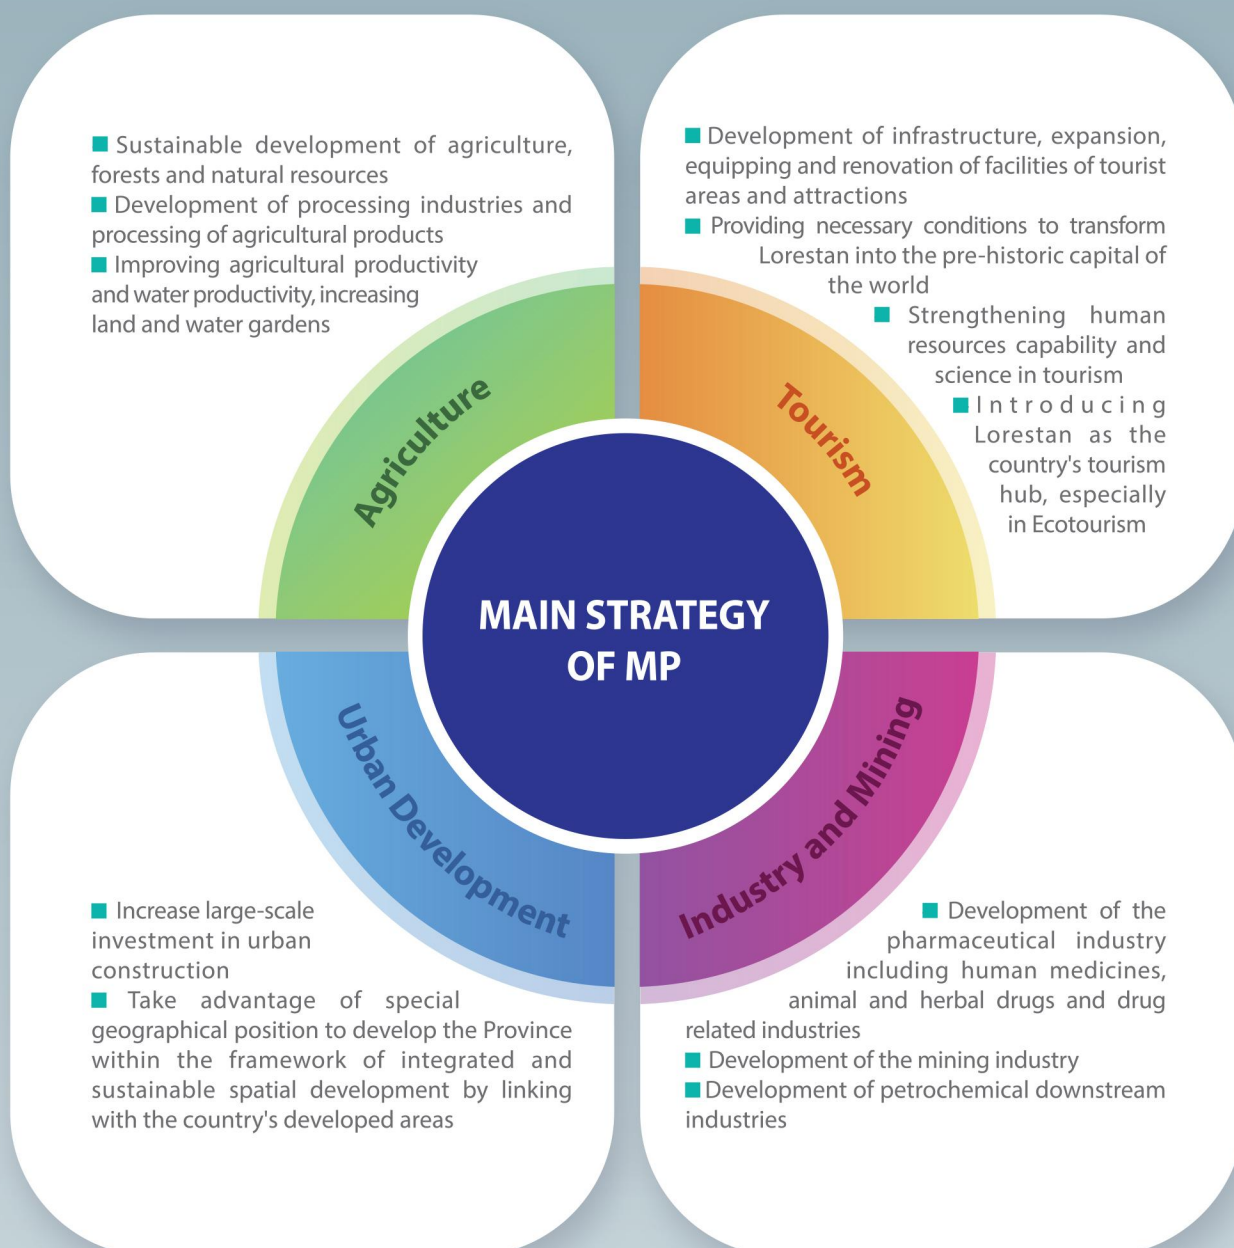 ■ Sustainable development of agriculture,
forests and natural resources
■ Development of processing industries and
processing of agricultural products
■ Improving agricultural productivity
and water productivity, increasing
land and water gardens
Agriculture
■ Development of infrastructure, expansion,
equipping and renovation of facilities of tourist
areas and attractions
■ Providing necessary conditions to transform
Lorestan into the pre-historic capital of
the world
■ Strengthening human
resources capability and
science in tourism
■ Introducing
Lorestan as the
country's tourism
hub, especially
in Ecotourism
Tourism
MAIN STRATEGY
OF MP
Urban Development
■ Increase large-scale
investment in urban
construction
■ Take advantage of special
geographical position to develop the Province
within the framework of integrated and
sustainable spatial development by linking
with the country's developed areas
Industry and Mining
■ Development of the
pharmaceutical industry
including human medicines,
animal and herbal drugs and drug
related industries
■ Development of the mining industry
■ Development of petrochemical downstream
industries